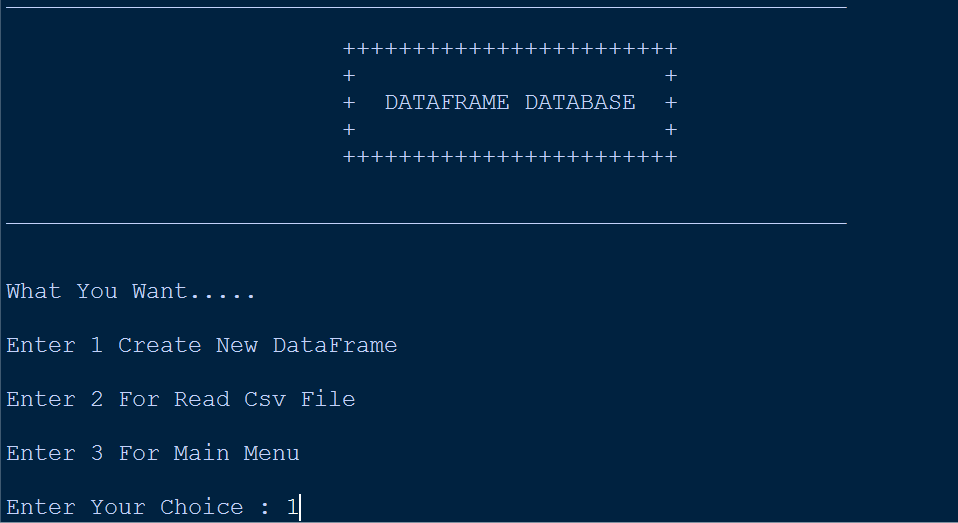 ++++++++++++++++++++++++
+ +
+ DATAFRAME DATABASE +
+ +
++++++++++++++++++++++++
What You Want.....
Enter 1 Create New DataFrame
Enter 2 For Read Csv File
Enter 3 For Main Menu
Enter Your Choice : 1